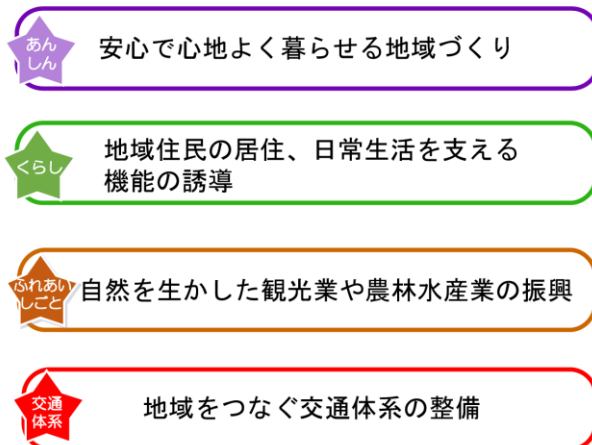 あん
しん
安心で心地よく暮らせる地域づくり
くらし
地域住民の居住、日常生活を支える
機能の誘導
ふれあい
しごと
自然を生かした観光業や農林水産業の振興
交通
体系
地域をつなぐ交通体系の整備